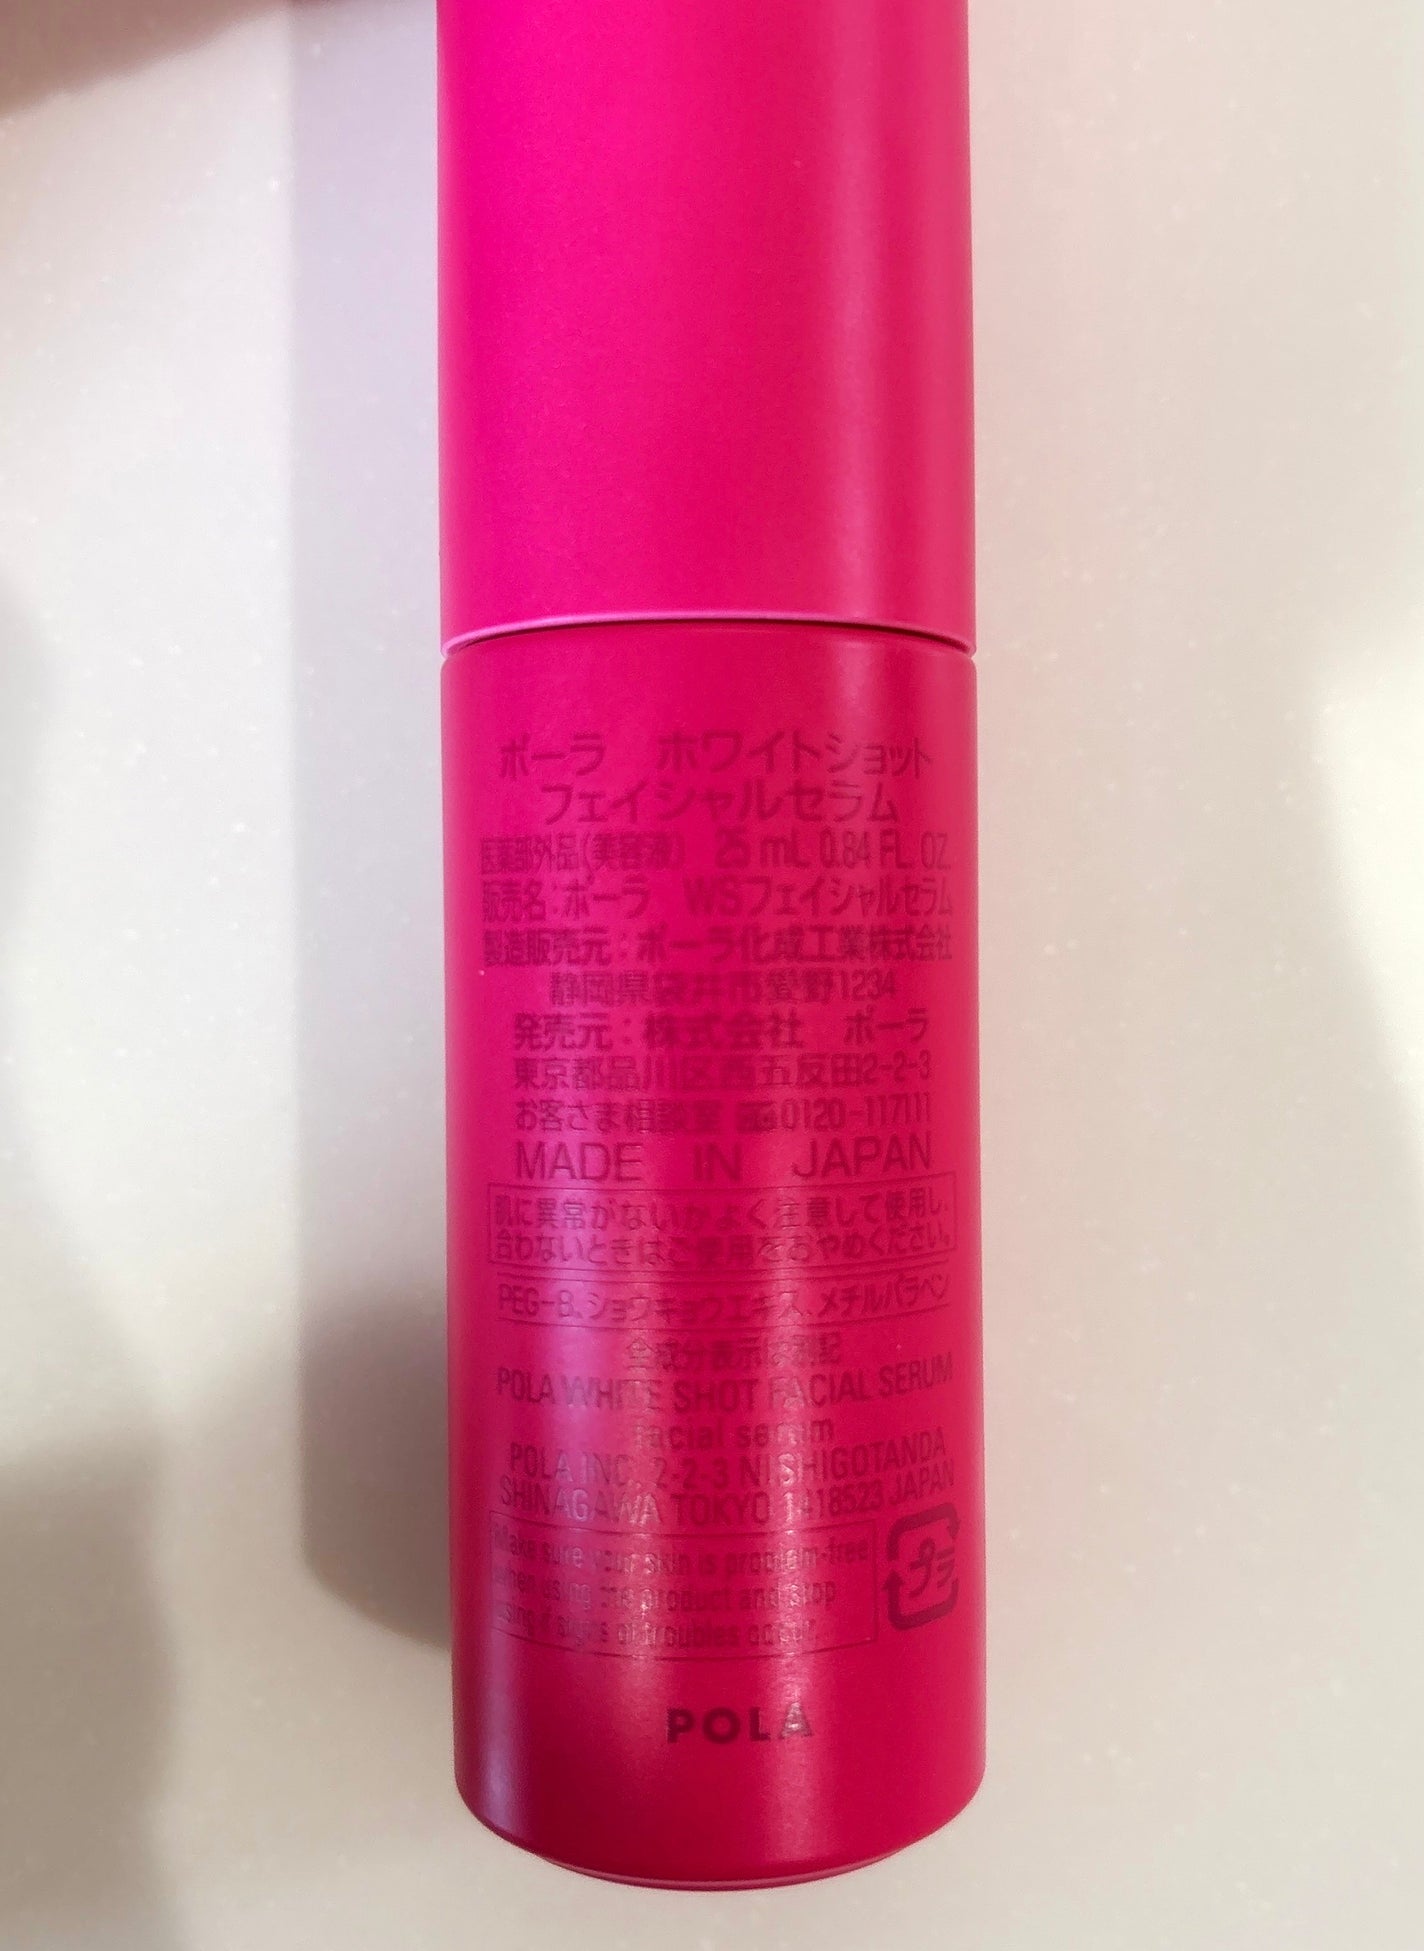 ポーラ　ホワイトショット
フェイシャルセラム
医薬部外品(美容液)　25 mL 0.84 FL. OZ.
販売名:ポーラ　WSフェイシャルセラム
製造販売元:ポーラ化成工業株式会社
静岡県袋井市愛野1234
発売元:株式会社　ポーラ
東京都品川区西五反田2-2-3
お客さま相談室 0120-117111
MADE IN JAPAN
肌に異常がないかよく注意して使用し、
合わないときはご使用をおやめください。
PEG-8、ショウキョウエキス、メチルパラベン
全成分表示は別記
POLA WHITE SHOT FACIAL SERUM
facial serum
POLA INC. 2-2-3 NISHIGOTANDA
SHINAGAWA TOKYO 1418523 JAPAN
Make sure your skin is problem-free
when using the product and stop
using if signs of troubles occur.
プラ
POLA